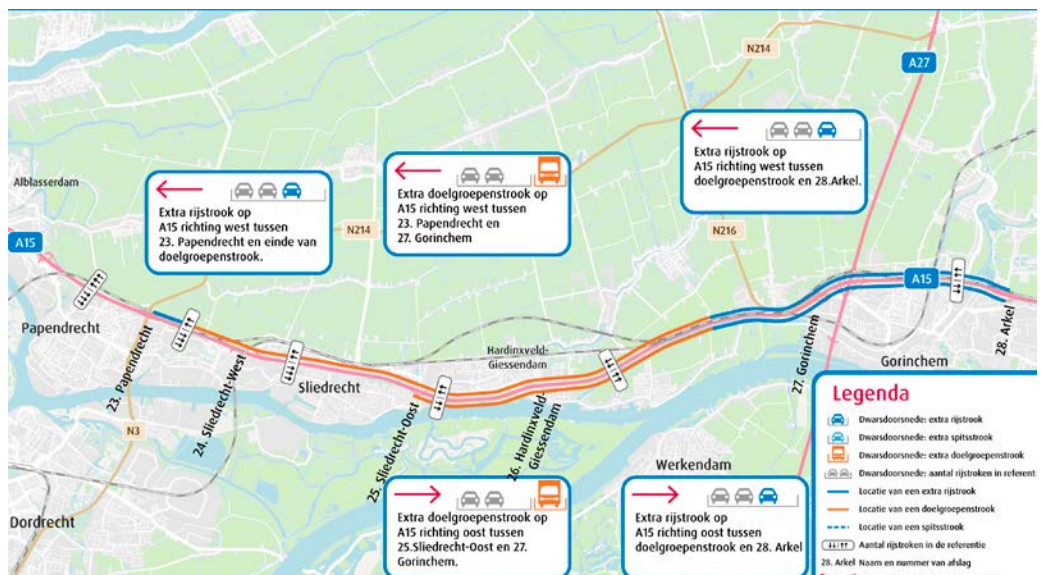 N214
A27
Extra rijstrook op
A15 richting west tussen
doelgroepenstrook en 28.Arkel.
Extra doelgroepenstrook op
A15 richting west tussen
23. Papendrecht en
27. Gorinchem
Alblasserdam
Extra rijstrook op
A15 richting west tussen
23. Papendrecht en einde van
doelgroepenstrook.
N214
N216
A15
A15
Papendrecht
23. Papendrecht
24. Sliedrecht-West
Sliedrecht
Hardinxveld-
Giessendam
25. Sliedrecht-Oost
26. Hardinxveld-
Giessendam
27. Gorinchem
Gorinchem
28. Arkel
N3
Dordrecht
Werkendam
Extra doelgroepenstrook op
A15 richting oost tussen
25.Sliedrecht-Oost en 27.
Gorinchem.
Extra rijstrook op
A15 richting oost tussen
doelgroepenstrook en 28. Arkel
Legenda
Dwarsdoorsnede: extra rijstrook
Dwarsdoorsnede: extra spitsstrook
Dwarsdoorsnede: extra doelgroepenstrook
Dwarsdoorsnede: aantal rijstroken in referent
Locatie van een extra rijstrook
Locatie van een doelgroepenstrook
Locatie van een spitsstrook
Aantal rijstroken in de referentie
28. Arkel Naam en nummer van afslag